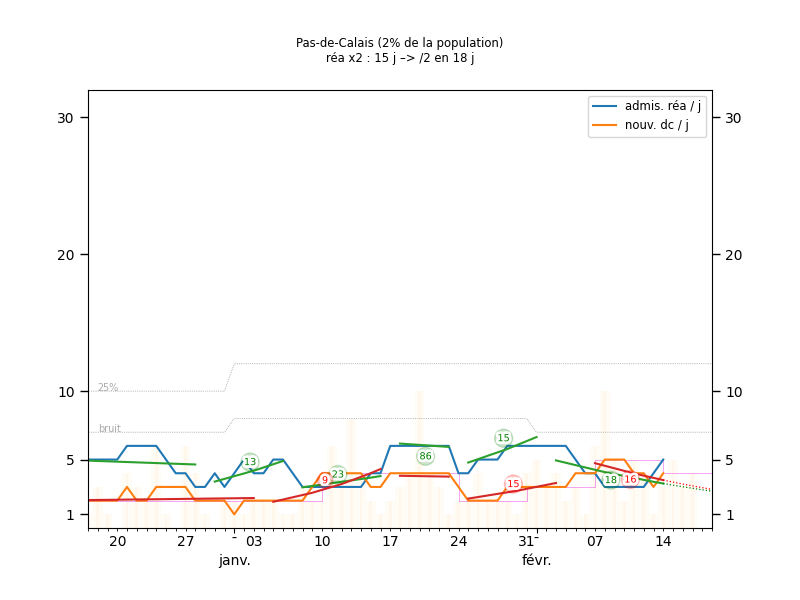 Pas-de-Calais (2% de la population)
réa x2 : 15 j –> /2 en 18 j
admis. réa / j
nouv. dc / j
30 30
20 20
10 10
5 5
1 1
25%
bruit
13
9
23
86
15
15
18
16
20 27 03 10 17 24 31 07 14
janv. févr.